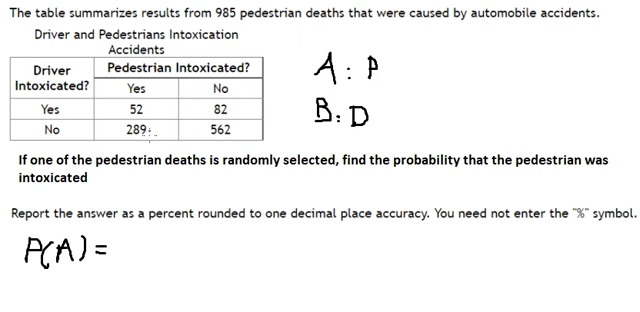 The table summarizes results from 985 pedestrian deaths that were caused by automobile accidents.
Driver and Pedestrians Intoxication
Accidents
Driver
Intoxicated?
Pedestrian Intoxicated?
Yes No
Yes 52 82
No 289 562
A : P
B : D
If one of the pedestrian deaths is randomly selected, find the probability that the pedestrian was
intoxicated
Report the answer as a percent rounded to one decimal place accuracy. You need not enter the "%" symbol.
P(A) =